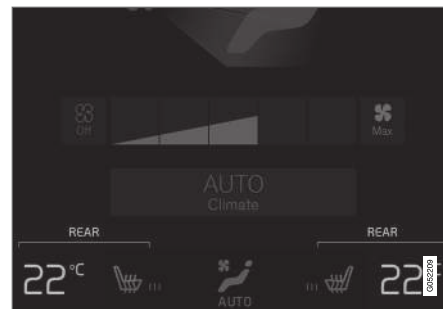 Off
Max
AUTO
Climate
REAR REAR
22°C 22°
AUTO
G052209